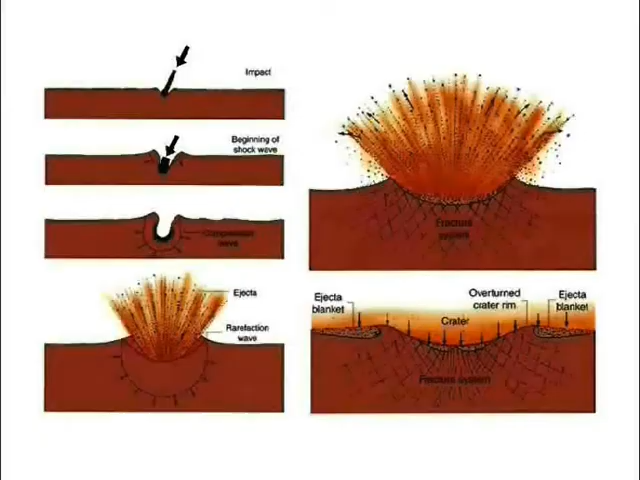 Impact
Beginning of
shock wave
Compression
wave
Ejecta
Rarefaction
wave
Fracture
system
Ejecta
blanket
Overturned
crater rim
Ejecta
blanket
Crater
Fracture system